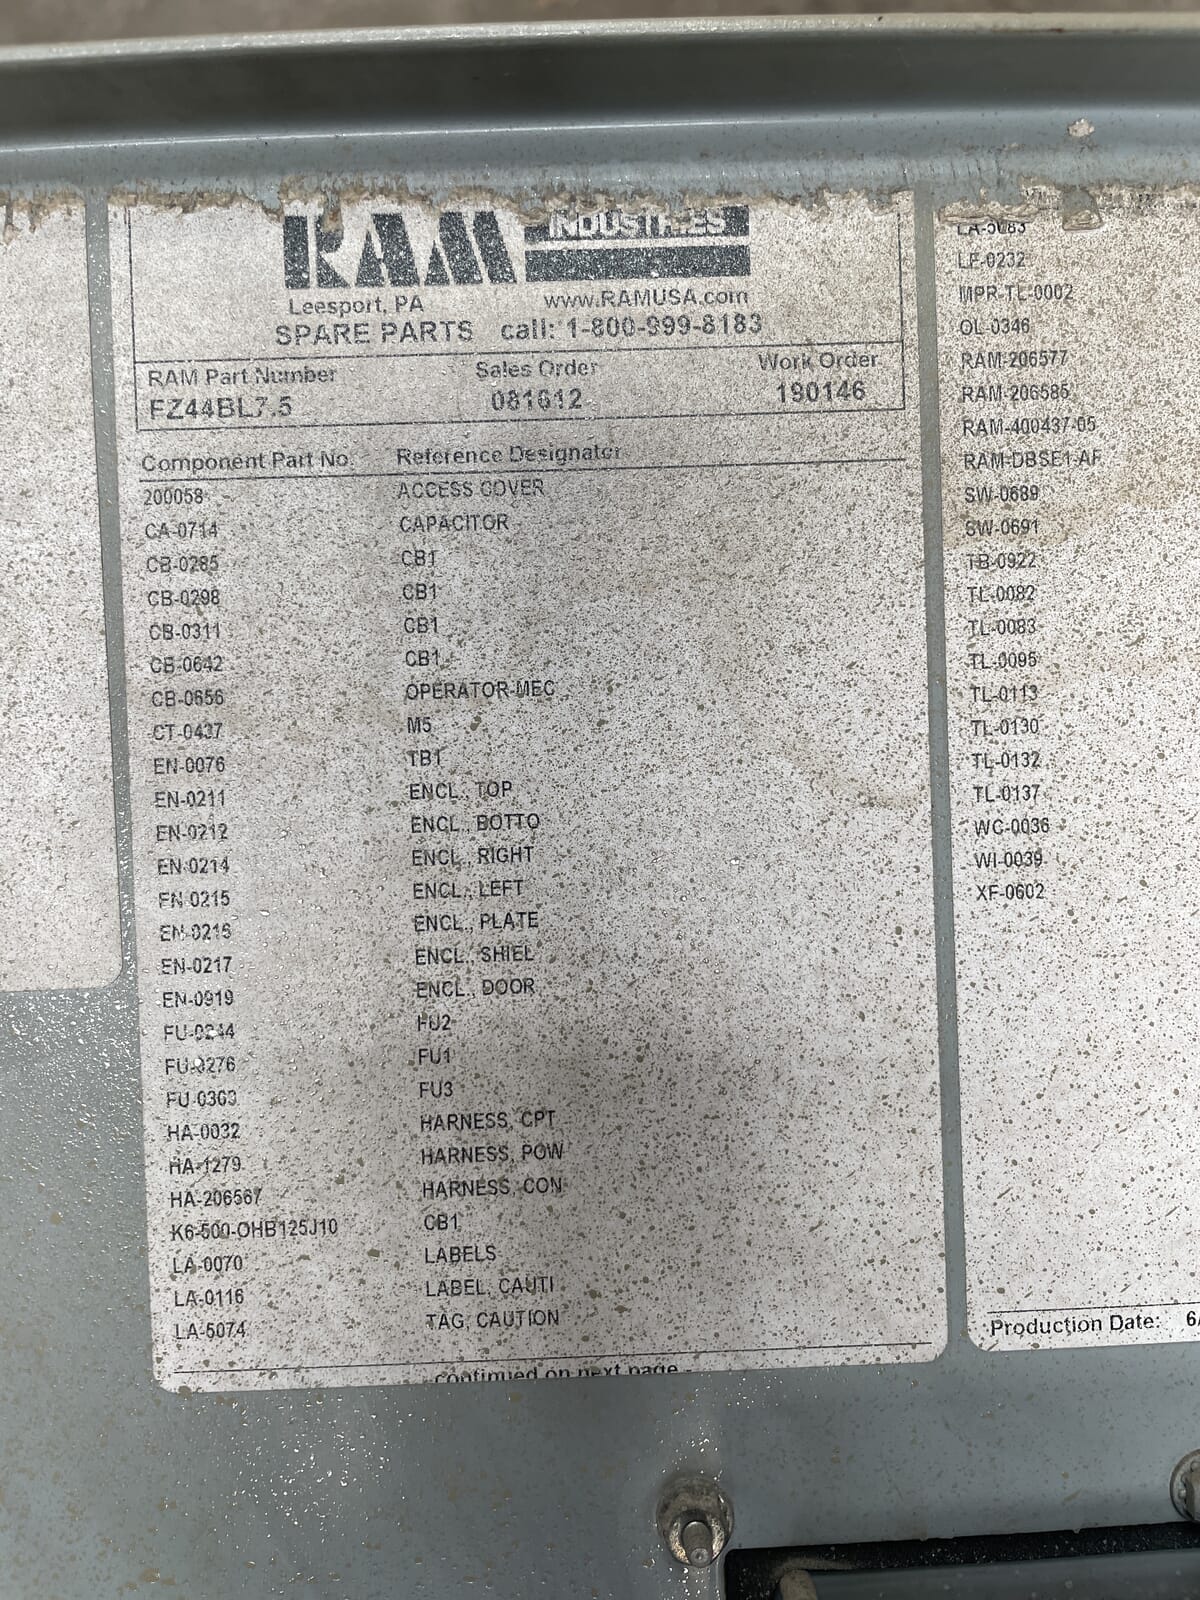 RAM INDUSTRIES
Leesport, PA www.RAMUSA.com
SPARE PARTS call: 1-800-999-8183
RAM Part Number Sales Order Work Order
FZ44BL7.5 081612 190146
Component Part No. Reference Designator
200058 ACCESS COVER
CA-0714 CAPACITOR
CB-0285 CB1
CB-0298 CB1
CB-0311 CB1
CB-0642 CB1
CB-0656 OPERATOR-MEC
CT-0437 M5
EN-0076 TB1
EN-0211 ENCL., TOP
EN-0212 ENCL., BOTTO
EN-0214 ENCL., RIGHT
EN-0215 ENCL., LEFT
EN-0216 ENCL., PLATE
EN-0217 ENCL., SHIEL
EN-0919 ENCL., DOOR
FU-0244 FU2
FU-0276 FU1
FU-0363 FU3
HA-0032 HARNESS, CPT
HA-1279 HARNESS, POW
HA-206567 HARNESS, CON
K6-500-OHB125J10 CB1
LA-0070 LABELS
LA-0116 LABEL, CAUTI
LA-5074 TAG, CAUTION
continued on next page
LA-5083
LF-0232
MPR-TL-0002
OL-0346
RAM-206577
RAM-206585
RAM-400437-05
RAM-DBSE1-AF
SW-0689
SW-0691
TB-0922
TL-0082
TL-0083
TL-0095
TL-0113
TL-0130
TL-0132
TL-0137
WC-0036
WI-0039
XF-0602
Production Date: 6/